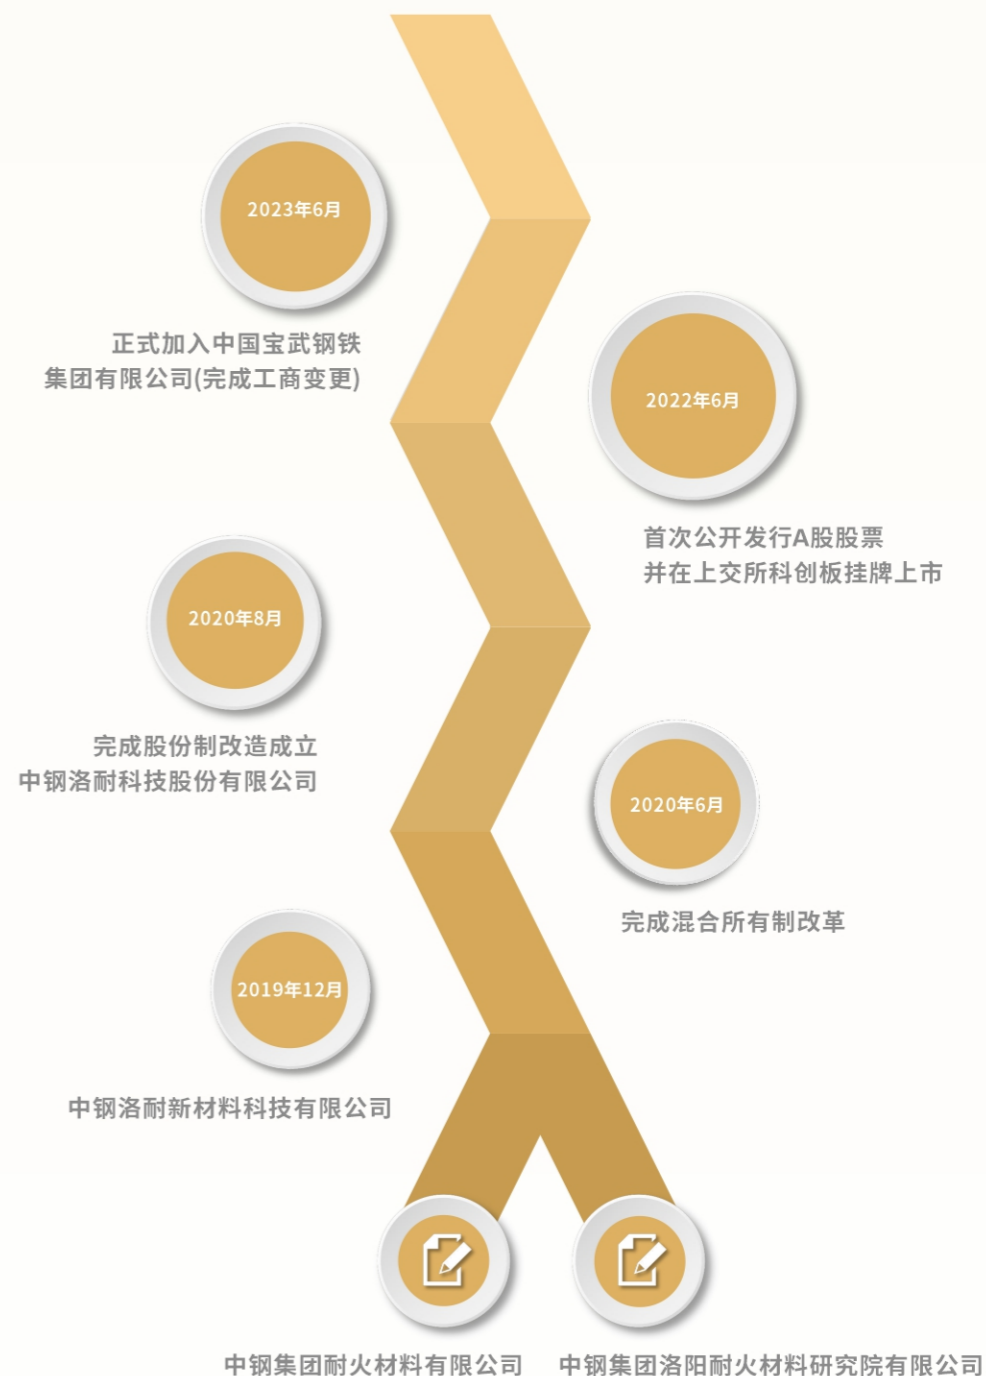 2023年6月
正式加入中国宝武钢铁
集团有限公司(完成工商变更)
2022年6月
首次公开发行A股股票
并在上交所科创板挂牌上市
2020年8月
完成股份制改造成立
中钢洛耐科技股份有限公司
2020年6月
完成混合所有制改革
2019年12月
中钢洛耐新材料科技有限公司
中钢集团耐火材料有限公司
中钢集团洛阳耐火材料研究院有限公司